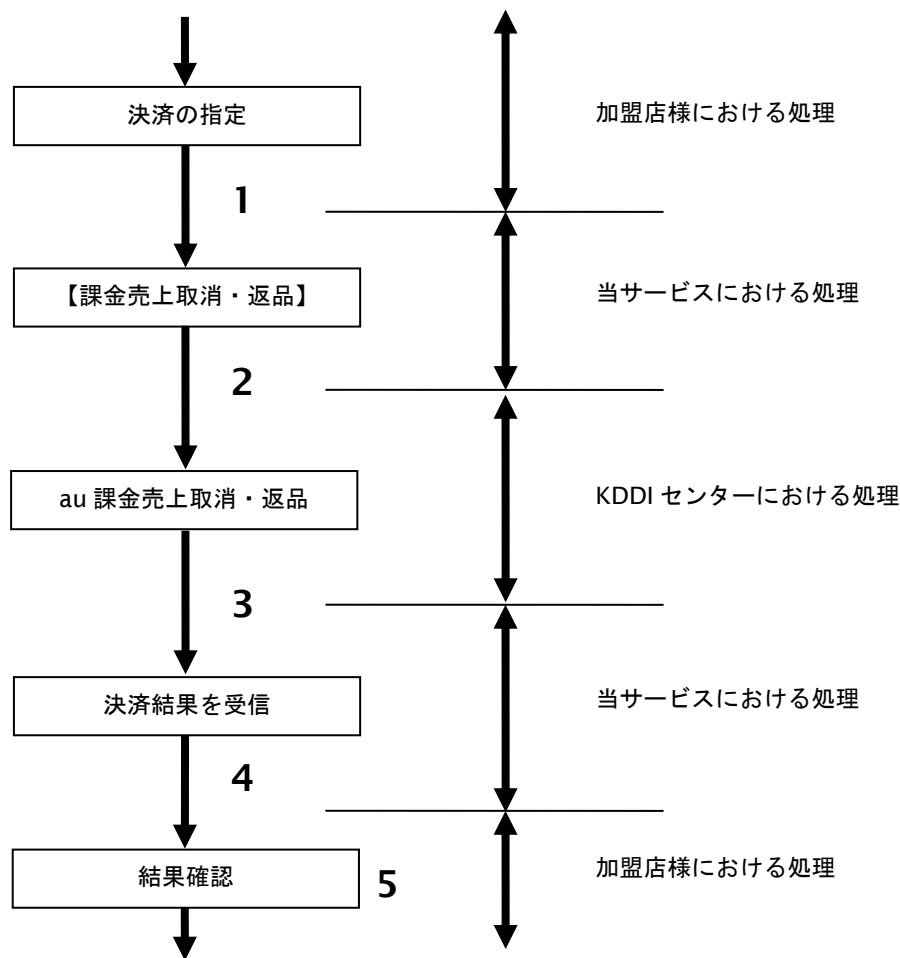 決済の指定
加盟店様における処理
1
【課金売上取消・返品】
当サービスにおける処理
2
au 課金売上取消・返品
KDDI センターにおける処理
3
決済結果を受信
当サービスにおける処理
4
結果確認
5
加盟店様における処理